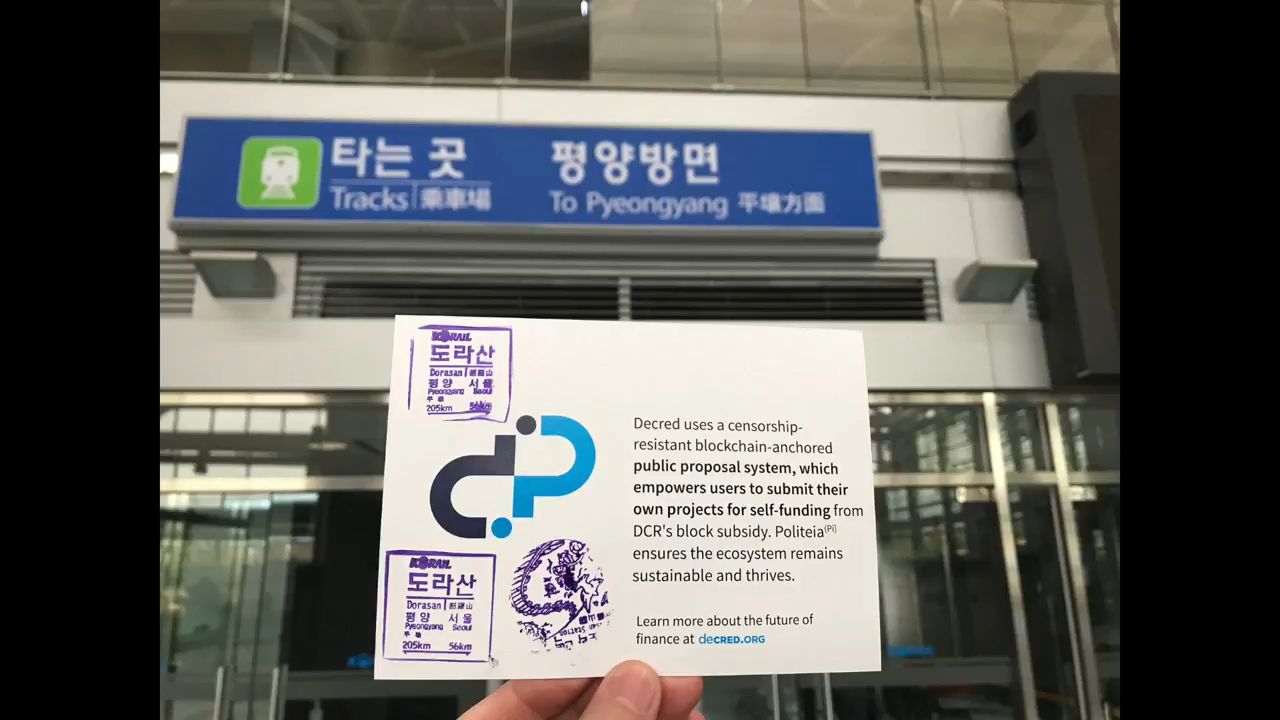 타는 곳
Tracks 乘車場
평양방면
To Pyeongyang 平壤方面
KORAIL
도라산
Dorasan 都羅山
평양 서울
Pyeongyang Seoul
205km 56km
Decred uses a censorship-
resistant blockchain-anchored
public proposal system, which
empowers users to submit their
own projects for self-funding from
DCR's block subsidy. Politeia(Pi)
ensures the ecosystem remains
sustainable and thrives.
KORAIL
도라산
Dorasan 都羅山
평양 서울
Pyeongyang Seoul
平壤
205km 56km
Learn more about the future of
finance at deCRED.ORG